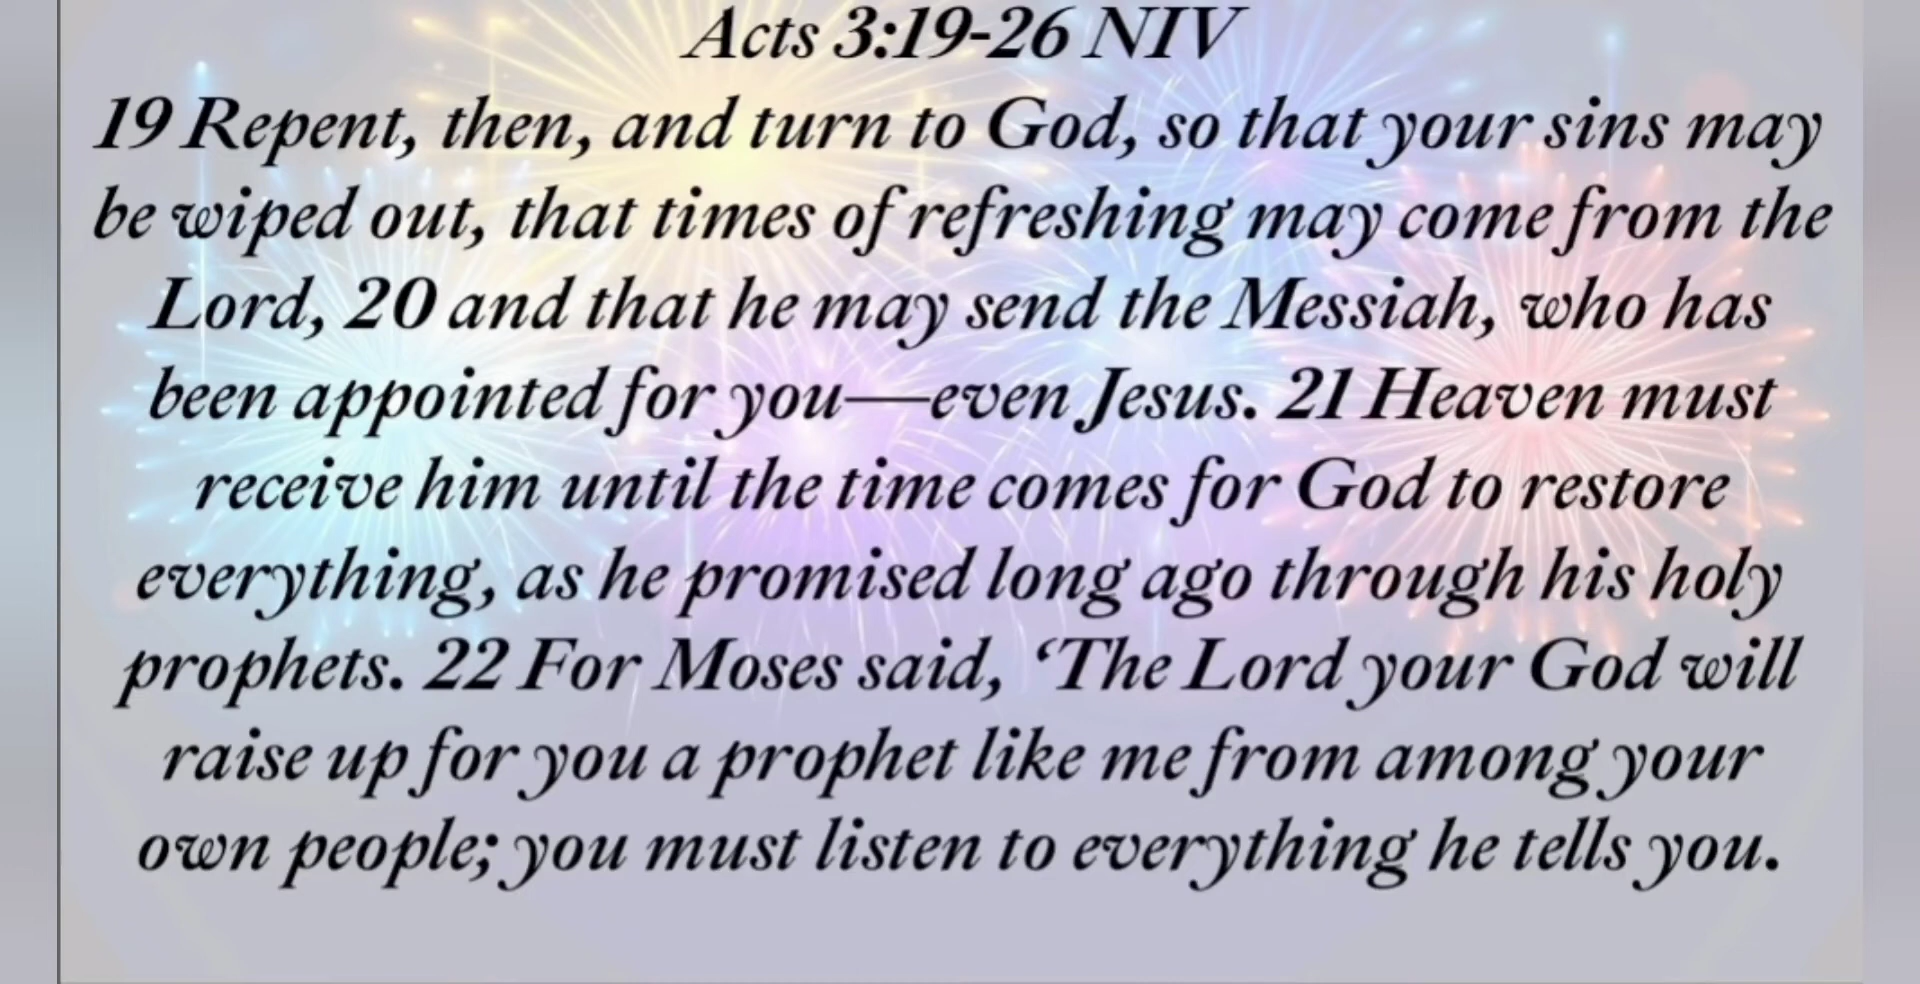 Acts 3:19-26 NIV
19 Repent, then, and turn to God, so that your sins may
be wiped out, that times of refreshing may come from the
Lord, 20 and that he may send the Messiah, who has
been appointed for you—even Jesus. 21 Heaven must
receive him until the time comes for God to restore
everything, as he promised long ago through his holy
prophets. 22 For Moses said, ‘The Lord your God will
raise up for you a prophet like me from among your
own people; you must listen to everything he tells you.